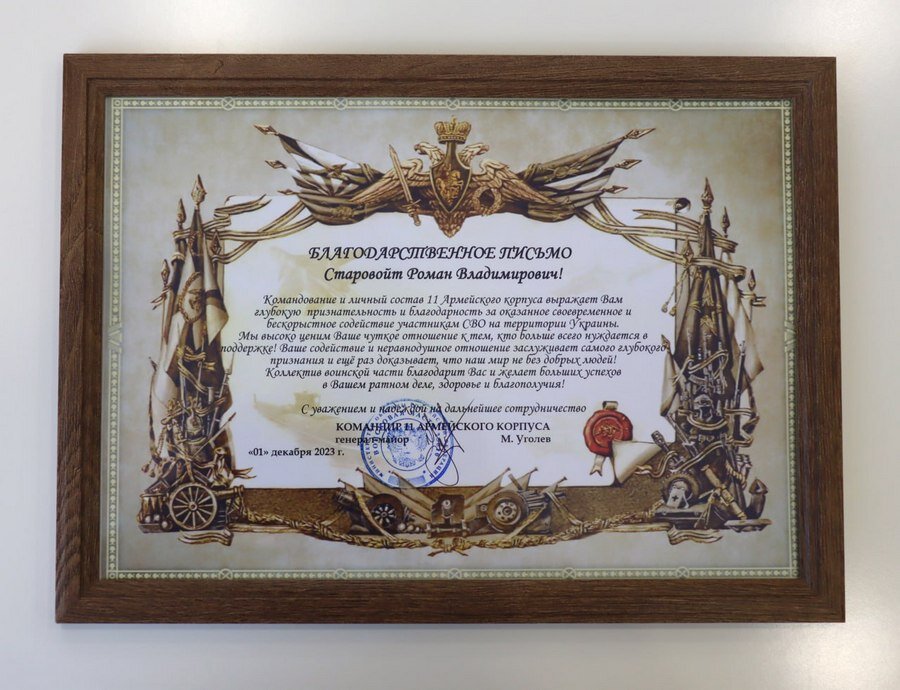 БЛАГОДАРСТВЕННОЕ ПИСЬМО
Старовойт Роман Владимирович!
Командование и личный состав 11 Армейского корпуса выражает Вам
глубокую признательность и благодарность за оказанное своевременное и
бескорыстное содействие участникам СВО на территории Украины.
Мы высоко ценим Ваше чуткое отношение к тем, кто больше всего нуждается в
поддержке! Ваше содействие и неравнодушное отношение заслуживает самого глубокого
признания и ещё раз доказывает, что наш мир не без добрых людей!
Коллектив воинской части благодарит Вас и желает больших успехов
в Вашем ратном деле, здоровье и благополучия!
С уважением и надеждой на дальнейшее сотрудничество
КОМАНДИР 11 АРМЕЙСКОГО КОРПУСА
генерал-майор М. Уголев
«01» декабря 2023 г.